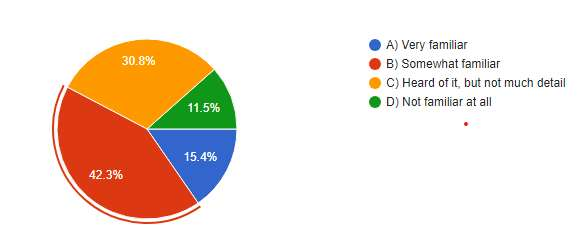 30.8%
11.5%
15.4%
42.3%
A) Very familiar
B) Somewhat familiar
C) Heard of it, but not much detail
D) Not familiar at all